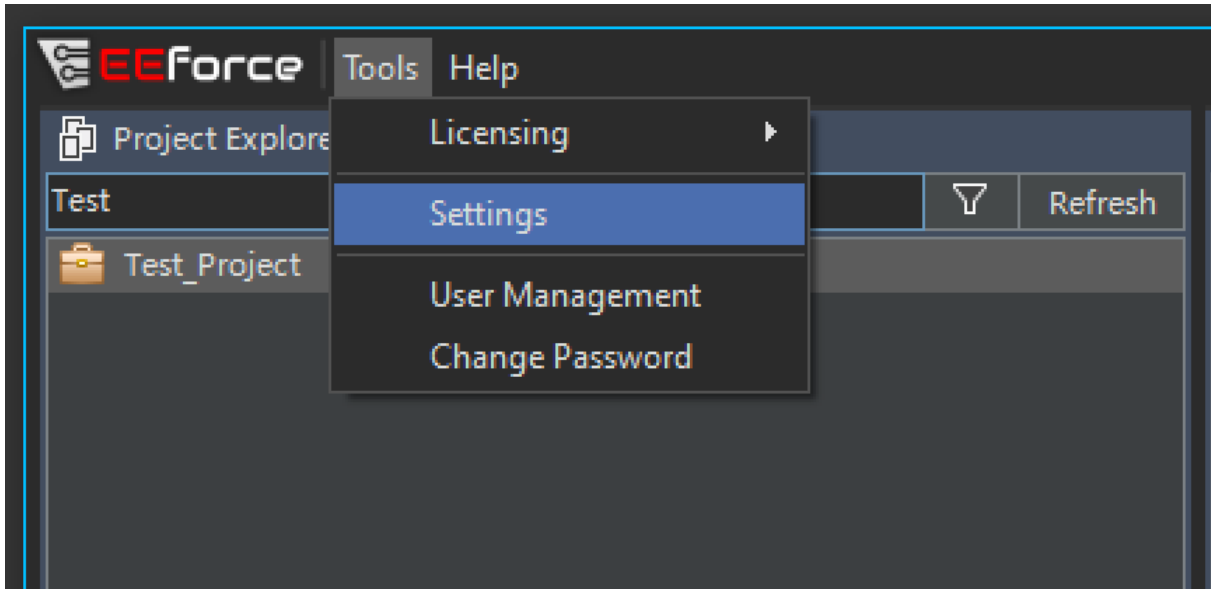 EEForce Tools Help
Project Explore
Licensing
Test
Settings
Refresh
Test_Project
User Management
Change Password